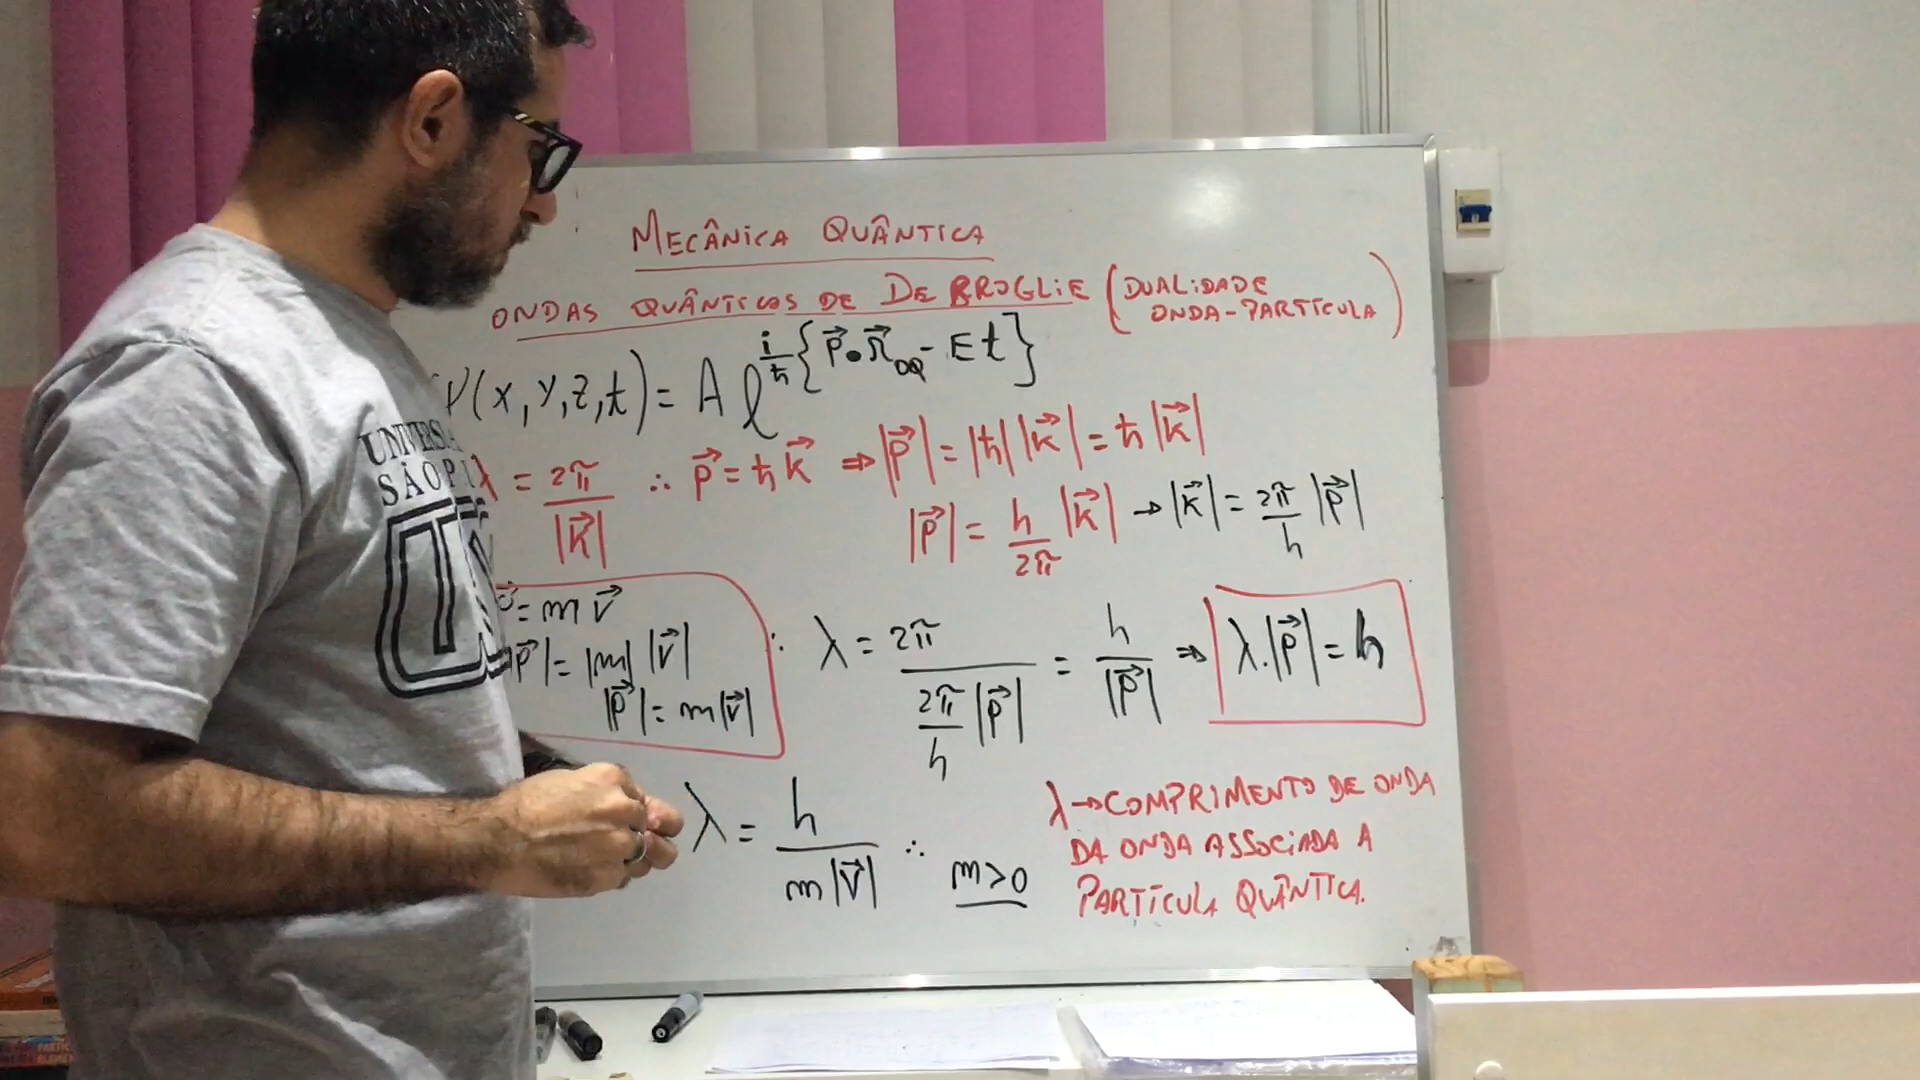 MECÂNICA QUÂNTICA
ONDAS QUÂNTICAS DE DE BROGLIE (DUALIDADE
ONDA-PARTÍCULA)
Ψ(x,y,z,t) = A e^{i/ħ {p⃗•r⃗_OQ - Et}}
λ = 2π/|k⃗| ∴ p⃗ = ħk⃗ ⇒ |p⃗| = |ħ||k⃗| = ħ|k⃗|
|p⃗| = h/2π |k⃗| → |k⃗| = 2π/h |p⃗|
p⃗ = m v⃗
|p⃗| = |m| |v⃗|
|p⃗| = m|v⃗|
∴ λ = 2π/(2π/h |p⃗|) = h/|p⃗| ⇒ λ.|p⃗| = h
λ = h/m|v⃗| ∴ m>0
λ→COMPRIMENTO DE ONDA
DA ONDA ASSOCIADA A
PARTÍCULA QUÂNTICA.
UNIVERS
SÃO P